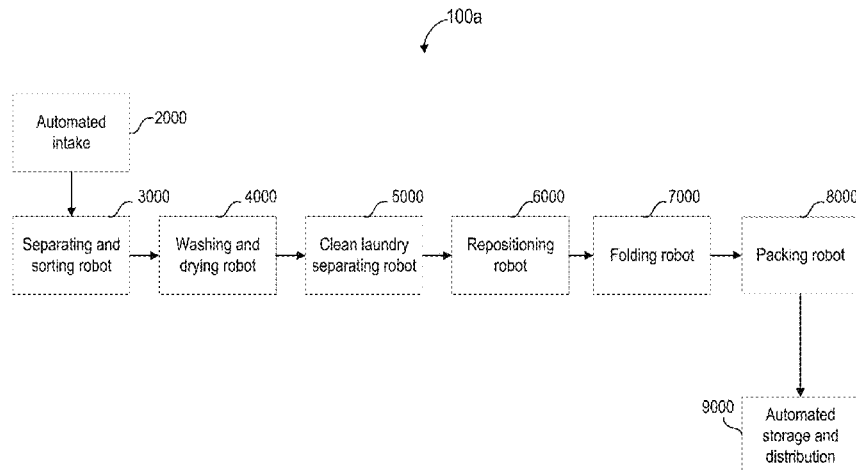 100a
Automated
intake
2000
3000
Separating and
sorting robot
4000
Washing and
drying robot
5000
Clean laundry
separating robot
6000
Repositioning
robot
7000
Folding robot
8000
Packing robot
9000
Automated
storage and
distribution